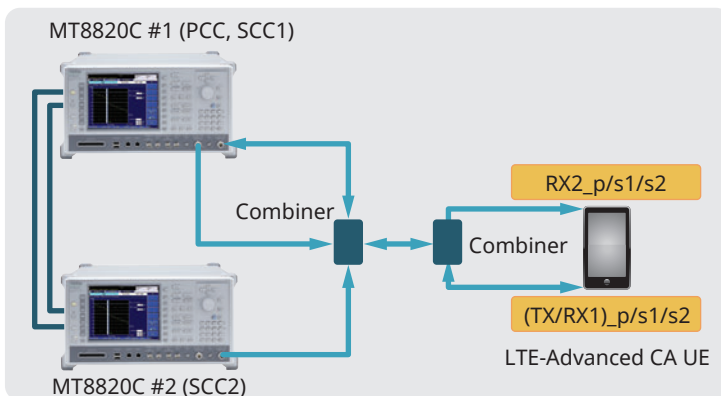 MT8820C #1 (PCC, SCC1)
RX2_p/s1/s2
Combiner
Combiner
(TX/RX1)_p/s1/s2
LTE-Advanced CA UE
MT8820C #2 (SCC2)